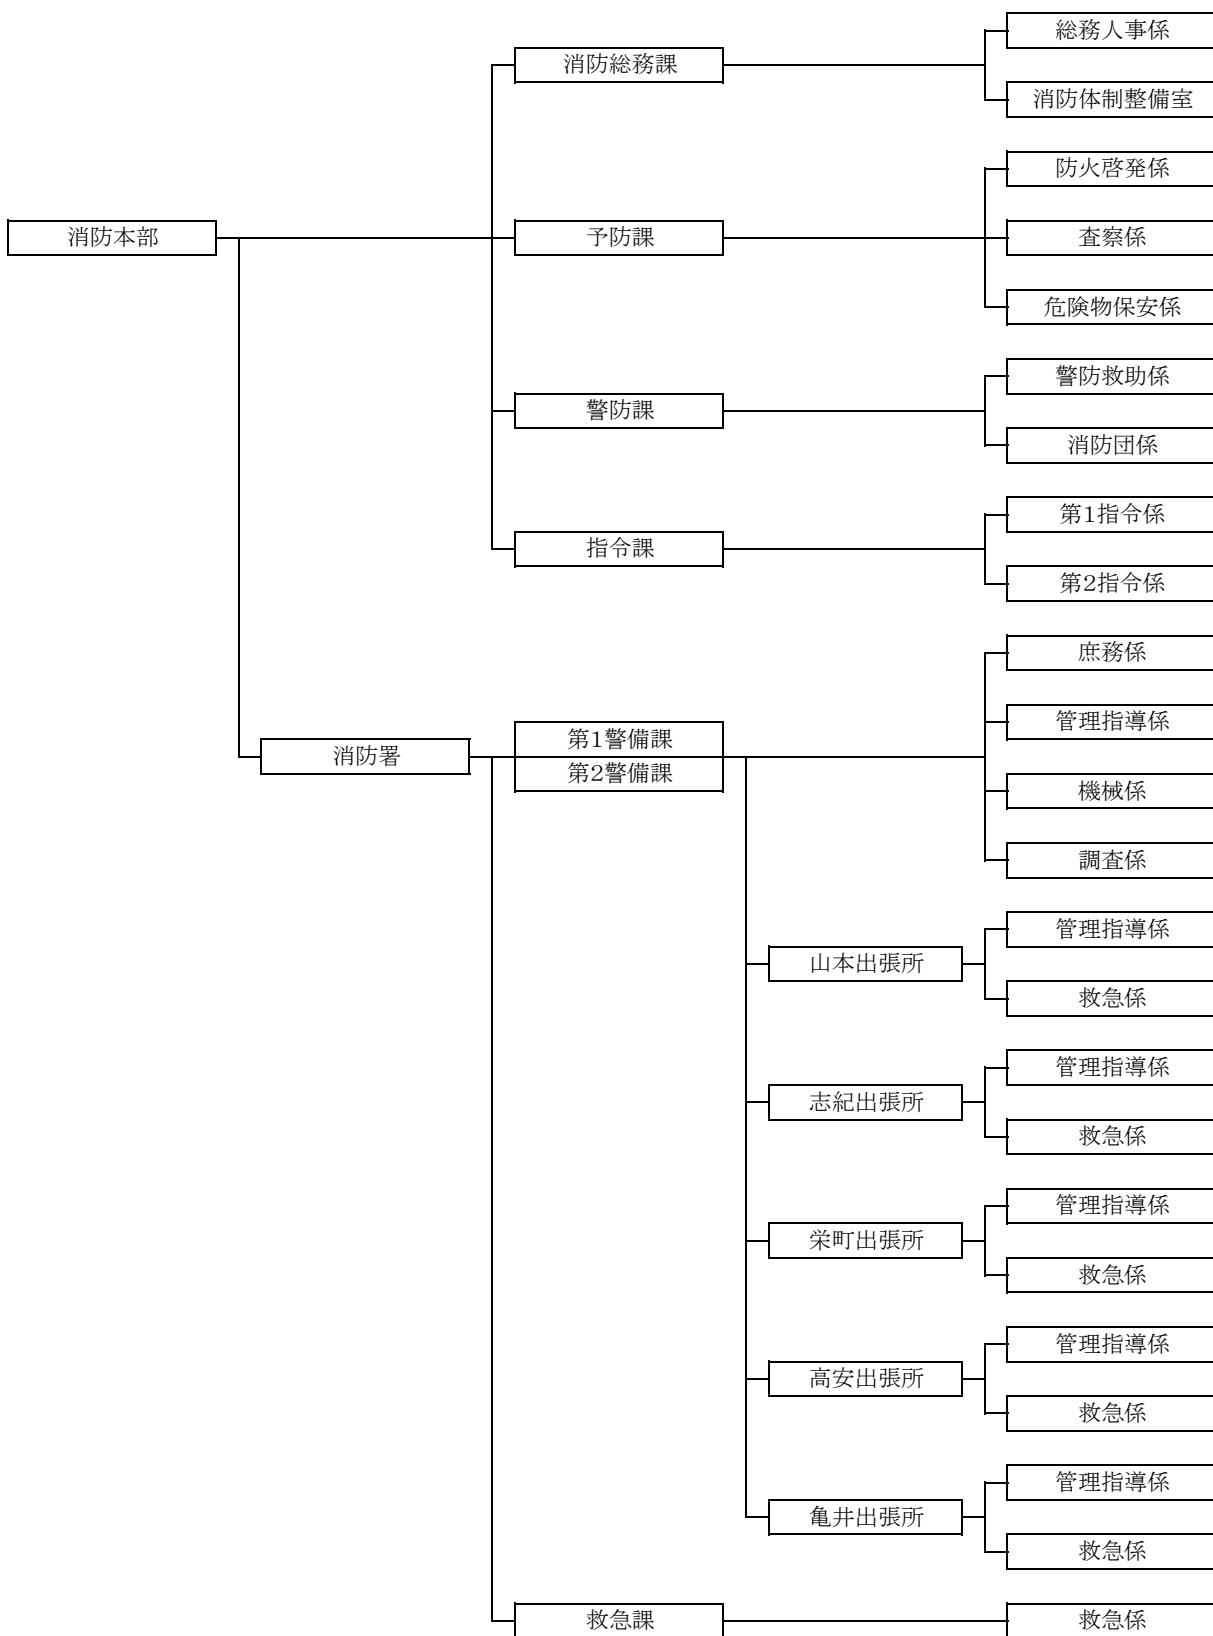 総務人事係
消防総務課
消防体制整備室
防火啓発係
消防本部
予防課
査察係
危険物保安係
警防救助係
警防課
消防団係
第1指令係
指令課
第2指令係
庶務係
管理指導係
第1警備課
消防署
第2警備課
機械係
調査係
管理指導係
山本出張所
救急係
管理指導係
志紀出張所
救急係
管理指導係
栄町出張所
救急係
管理指導係
高安出張所
救急係
管理指導係
亀井出張所
救急係
救急課
救急係